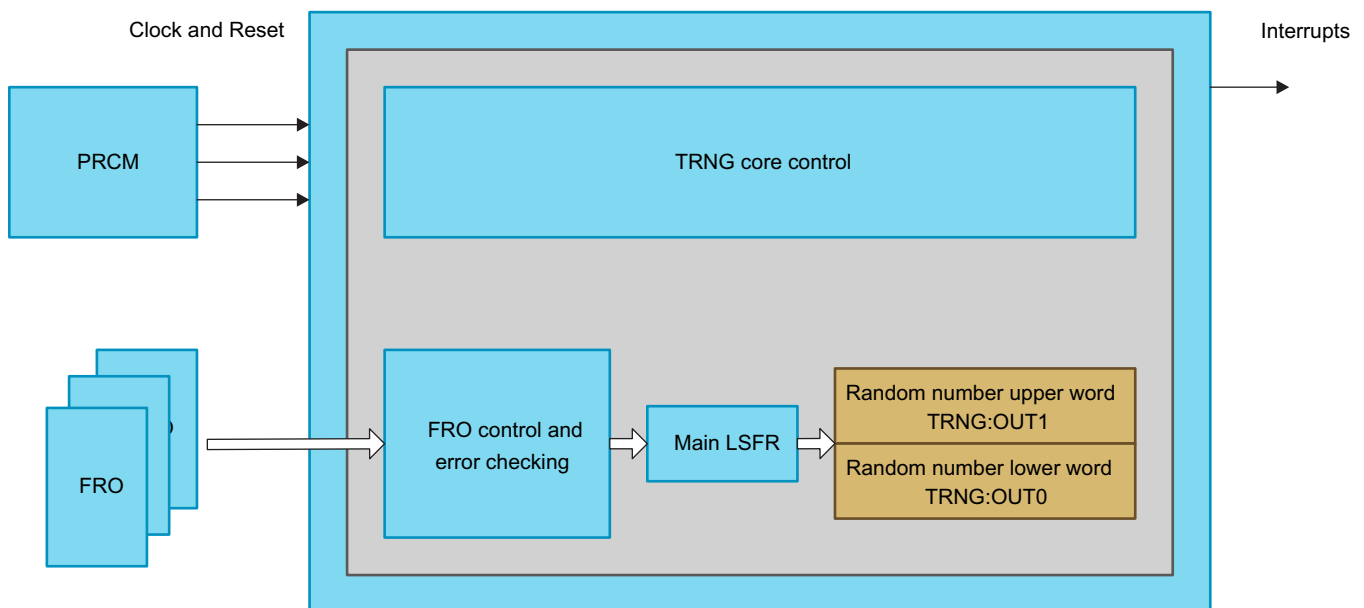 Clock and Reset
Interrupts
PRCM
TRNG core control
FRO
FRO control and
error checking
Main LSFR
Random number upper word
TRNG:OUT1
Random number lower word
TRNG:OUT0